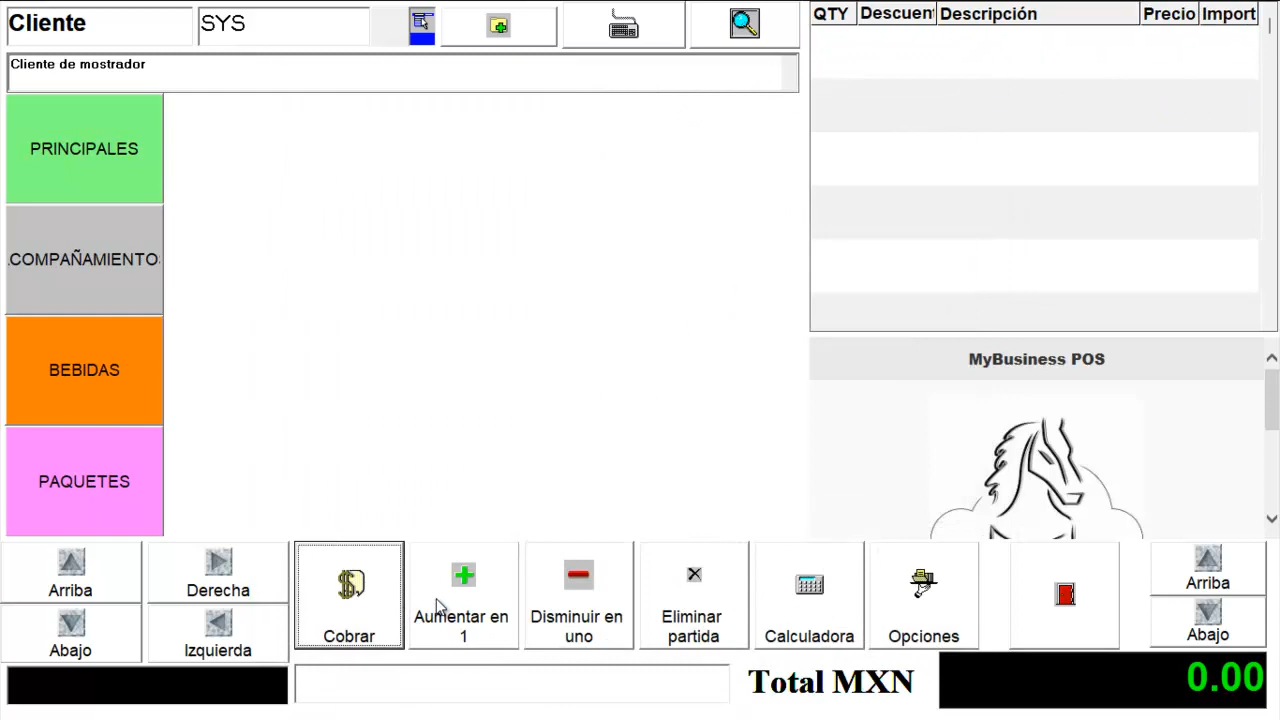 Cliente
SYS
Cliente de mostrador
PRINCIPALES
.COMPAÑAMIENTO
BEBIDAS
PAQUETES
QTY Descuen Descripción Precio Import
MyBusiness POS
Arriba
Derecha
Abajo
Izquierda
Cobrar
Aumentar en
1
Disminuir en
uno
Eliminar
partida
Calculadora
Opciones
Arriba
Abajo
Total MXN
0.00